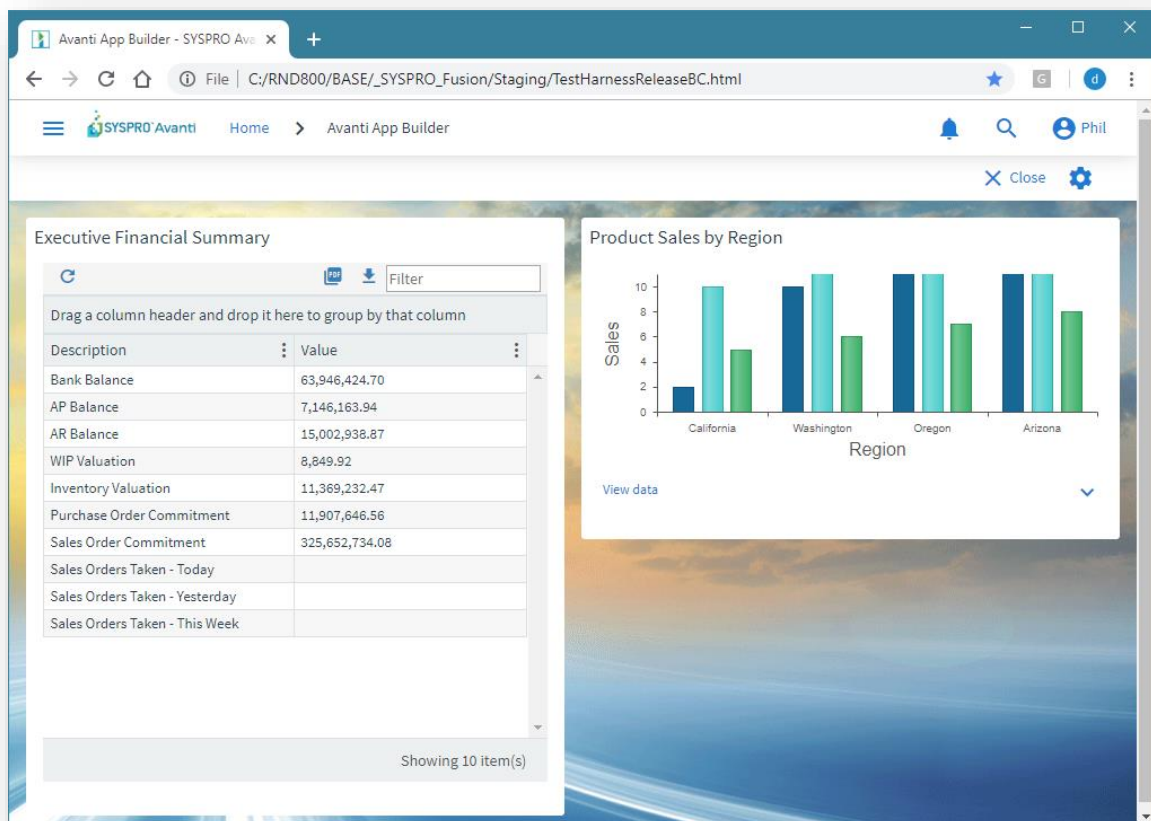 Avanti App Builder - SYSPRO Ava
File | C:/RND800/BASE/_SYSPRO_Fusion/Staging/TestHarnessReleaseBC.html
G
d
SYSPRO Avanti Home Avanti App Builder Phil
Close
Executive Financial Summary
PDF Filter
Drag a column header and drop it here to group by that column
Description Value
Bank Balance 63,946,424.70
AP Balance 7,146,163.94
AR Balance 15,002,938.87
WIP Valuation 8,849.92
Inventory Valuation 11,369,232.47
Purchase Order Commitment 11,907,646.56
Sales Order Commitment 325,652,734.08
Sales Orders Taken - Today
Sales Orders Taken - Yesterday
Sales Orders Taken - This Week
Showing 10 item(s)
Product Sales by Region
Sales
10
8
6
4
2
0
California Washington Oregon Arizona
Region
View data